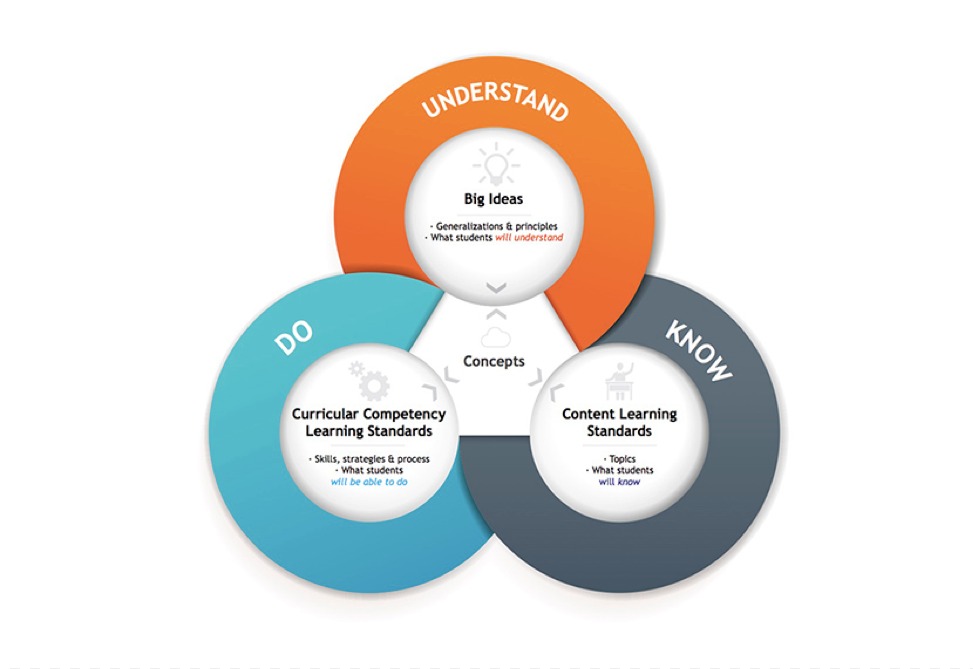 UNDERSTAND
Big Ideas
- Generalizations & principles
- What students will understand
DO
KNOW
Concepts
Curricular Competency
Learning Standards
- Skills, strategies & process
- What students
will be able to do
Content Learning
Standards
- Topics
- What students
will know